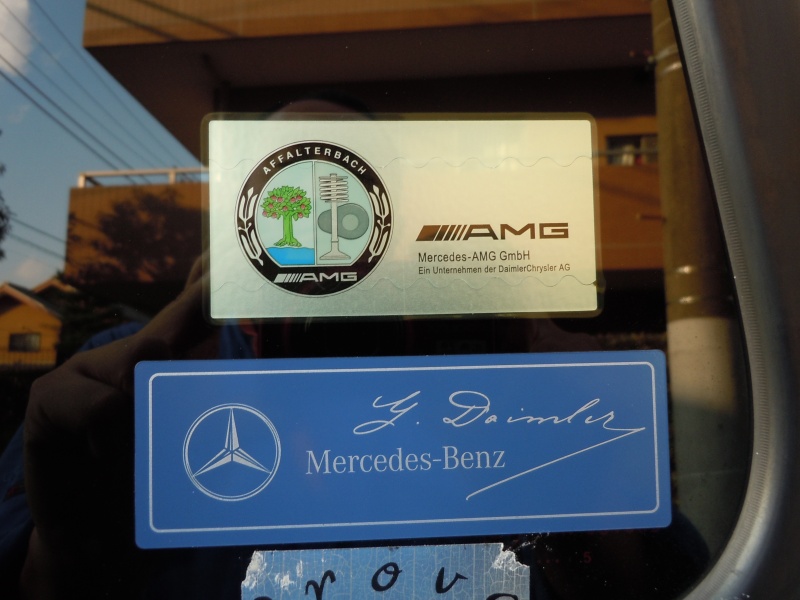 AFFALTERBACH
AMG
AMG
Mercedes-AMG GmbH
Ein Unternehmen der DaimlerChrysler AG
G. Daimler
Mercedes-Benz